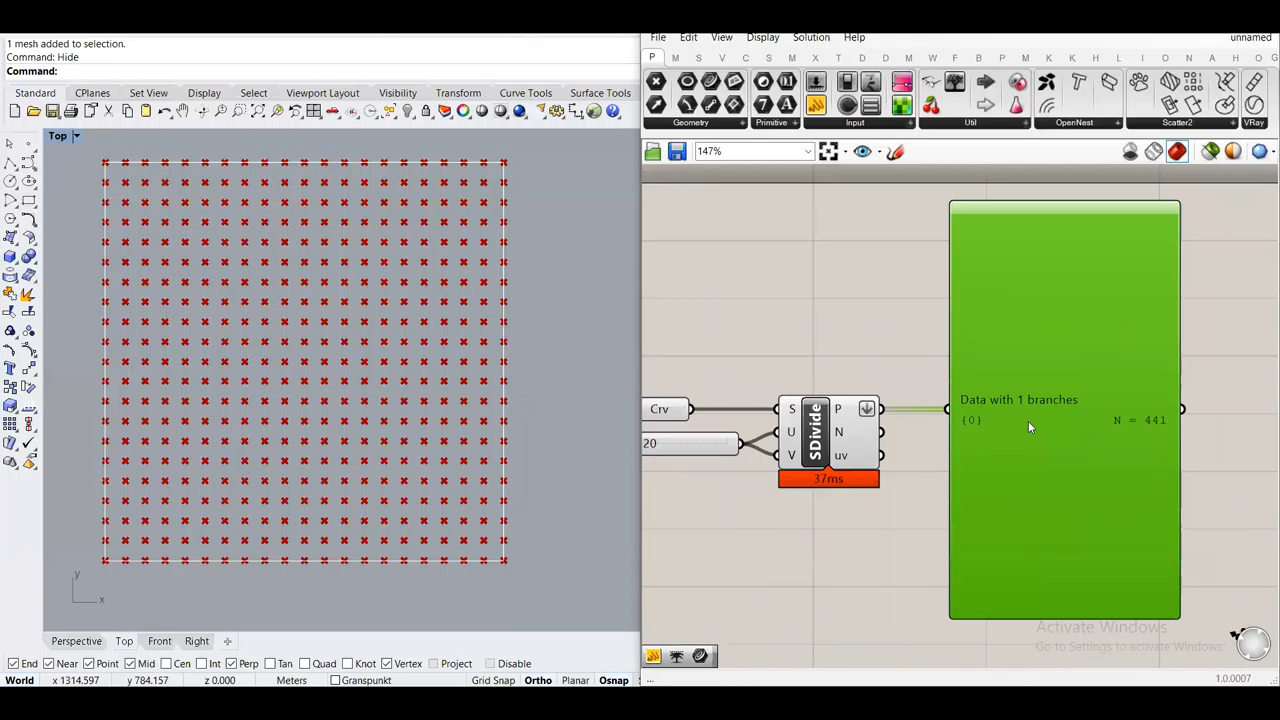 1 mesh added to selection.
Command: Hide
Command:
Standard CPlanes Set View Display Select Viewport Layout Visibility Transform Curve Tools Surface Tools
Top
y
x
Perspective Top Front Right
End Near Point Mid Cen Int Perp Tan Quad Knot Vertex Project Disable
World x 1314.597 y 784.157 z 0.000 Meters Granspunkt Grid Snap Ortho Planar Osnap
File Edit View Display Solution Help unnamed
P M S V C S M X I T D W F B P M U K E T C L I A P O G
Geometry Primitive Input Util OpenNest Scatter2 VRay
147%
Crv
20
S U V
SDivide
P N uv
37ms
Data with 1 branches
{0} N = 441
Activate Windows
Go to Settings to activate Windows.
...
1.0.0007